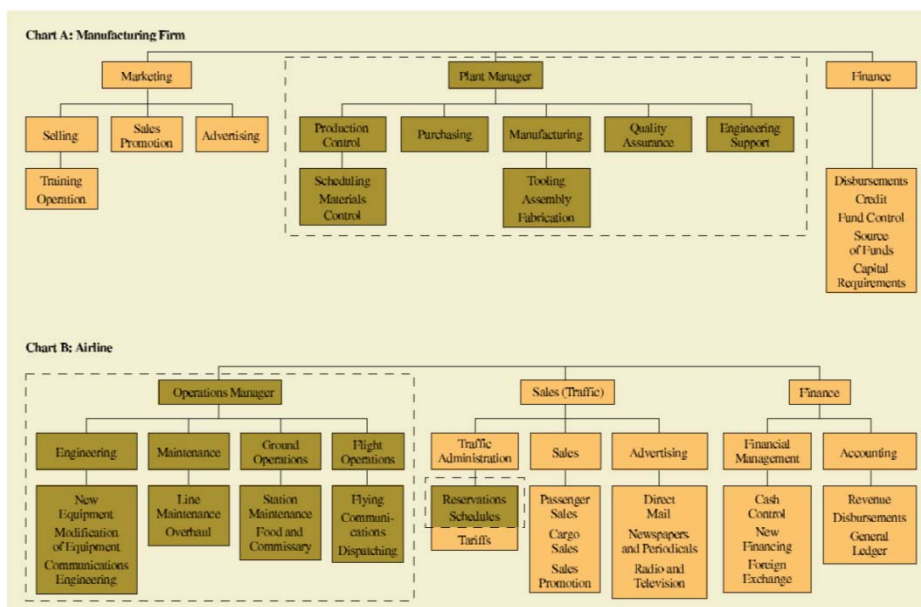 Chart A: Manufacturing Firm
Marketing
Plant Manager
Finance
Selling
Sales
Promotion
Advertising
Production
Control
Purchasing
Manufacturing
Quality
Assurance
Engineering
Support
Training
Operation
Scheduling
Materials
Control
Tooling
Assembly
Fabrication
Disbursements
Credit
Fund Control
Source
of Funds
Capital
Requirements
Chart B: Airline
Operations Manager
Sales (Traffic)
Finance
Engineering
Maintenance
Ground
Operations
Flight
Operations
Traffic
Administration
Sales
Advertising
Financial
Management
Accounting
New
Equipment
Modification
of Equipment
Communications
Engineering
Line
Maintenance
Overhaul
Station
Maintenance
Food and
Commissary
Flying
Communi-
cations
Dispatching
Reservations
Schedules
Tariffs
Passenger
Sales
Cargo
Sales
Sales
Promotion
Direct
Mail
Newspapers
and Periodicals
Radio and
Television
Cash
Control
New
Financing
Foreign
Exchange
Revenue
Disbursements
General
Ledger